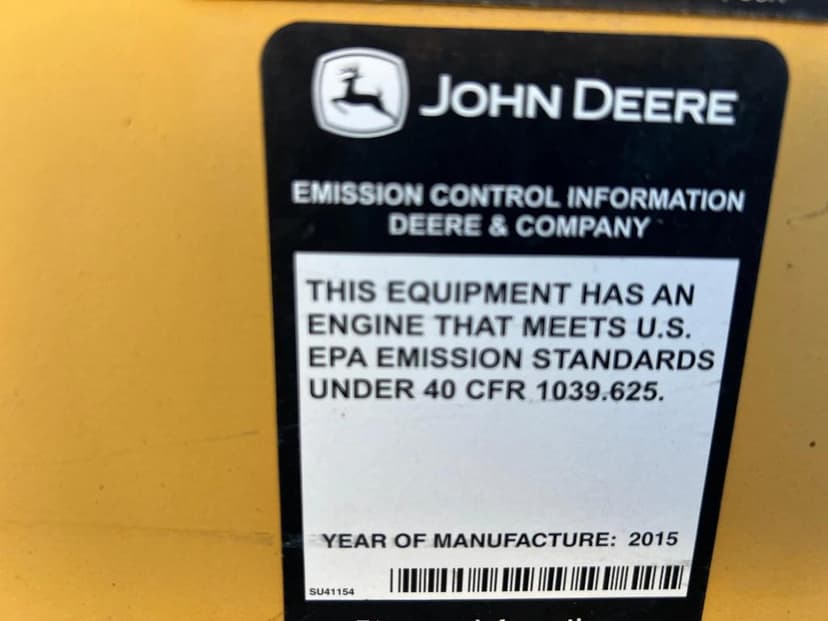 JOHN DEERE
EMISSION CONTROL INFORMATION
DEERE & COMPANY
THIS EQUIPMENT HAS AN
ENGINE THAT MEETS U.S.
EPA EMISSION STANDARDS
UNDER 40 CFR 1039.625.
YEAR OF MANUFACTURE: 2015
SU41154